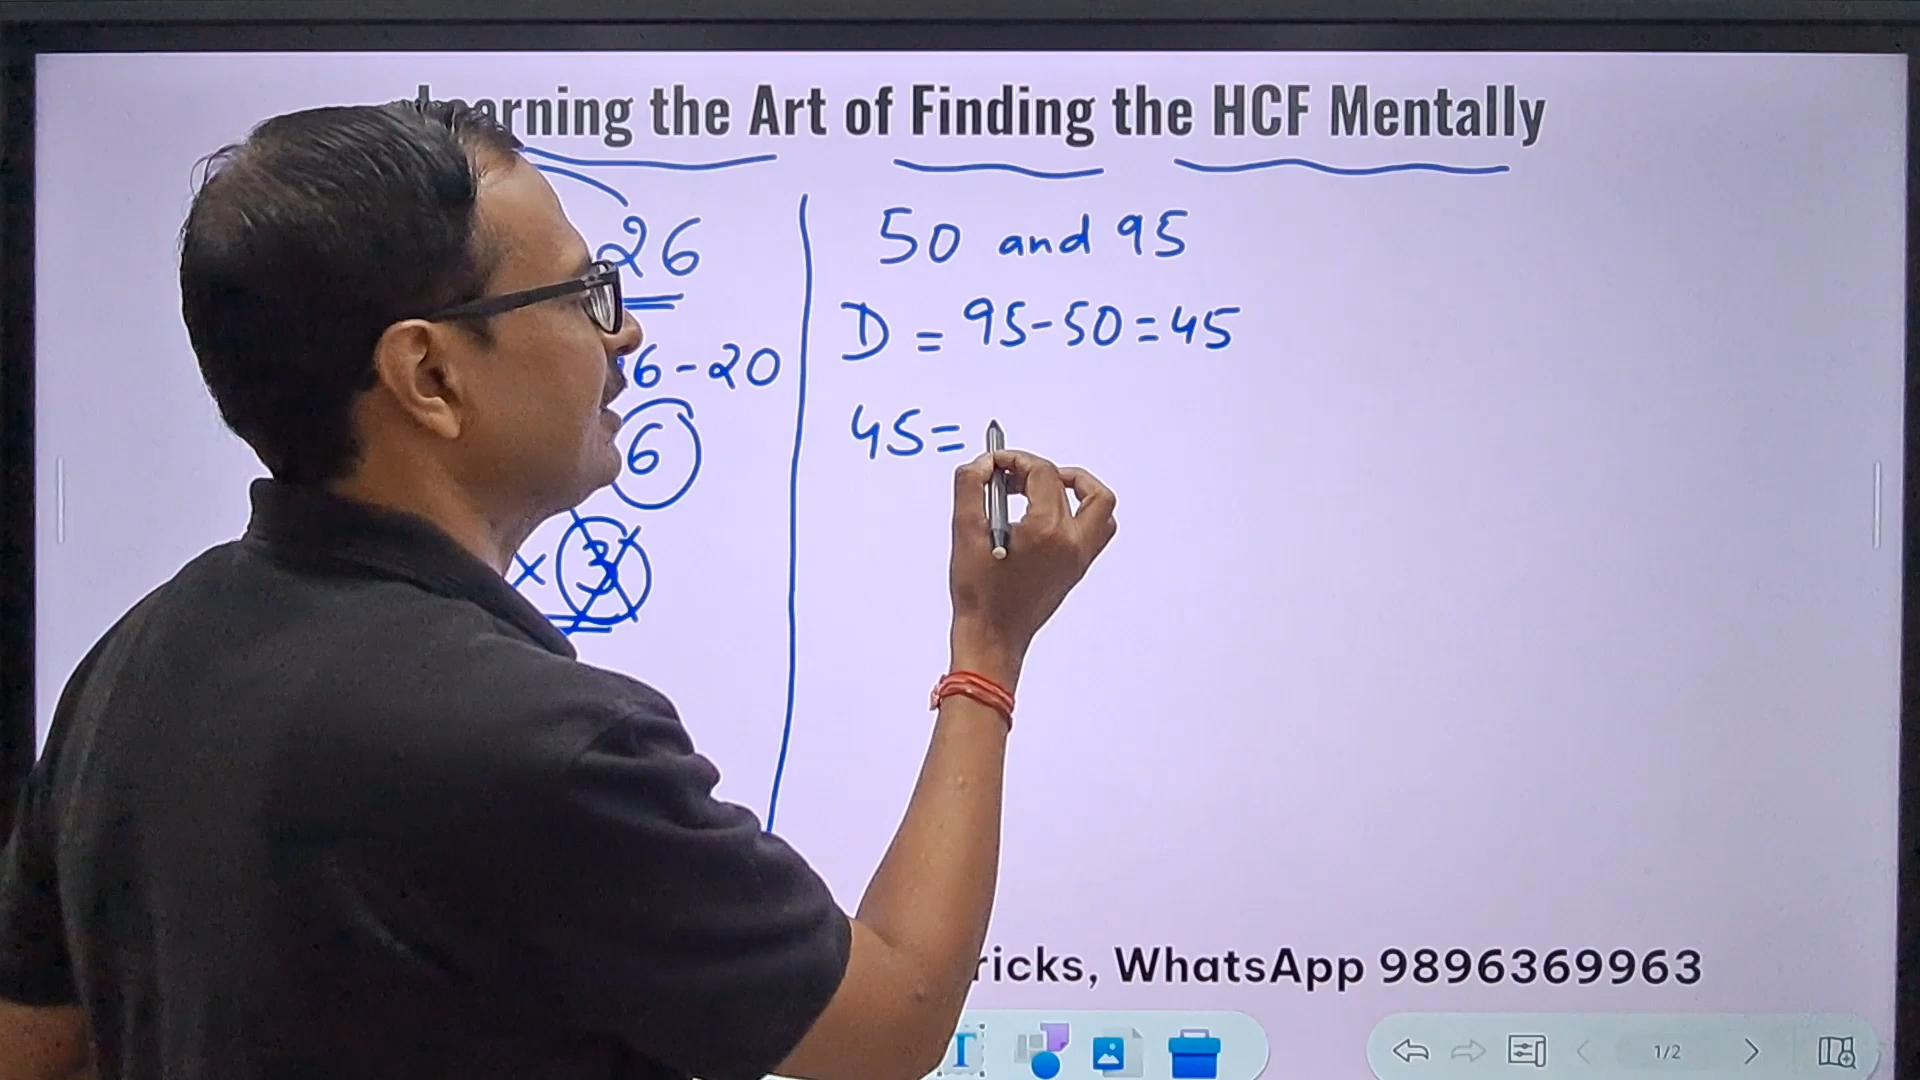 Learning the Art of Finding the HCF Mentally
26
6-20
6
×3
50 and 95
D = 95-50=45
45=
ricks, WhatsApp 9896369963
1/2